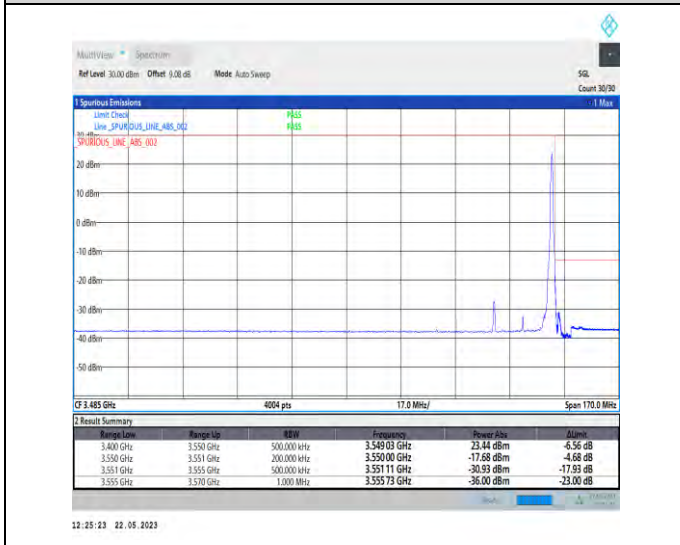 MultiView Spectrum
Ref Level 30.00 dBm Offset 9.08 dB Mode Auto Sweep SGL
Count 30/30
1 Spurious Emissions 1 Max
Limit Check PASS
Line _SPURIOUS_LINE_ABS_002 PASS
_SPURIOUS_LINE_ABS_002
20 dBm
10 dBm
0 dBm
-10 dBm
-20 dBm
-30 dBm
-40 dBm
-50 dBm
CF 3.485 GHz 4004 pts 17.0 MHz/ Span 170.0 MHz
2 Result Summary
Range Low Range Up RBW Frequency Power Abs ΔLimit
3.400 GHz 3.550 GHz 500.000 kHz 3.549 03 GHz 23.44 dBm -6.56 dB
3.550 GHz 3.551 GHz 200.000 kHz 3.550 00 GHz -17.68 dBm -4.68 dB
3.551 GHz 3.555 GHz 500.000 kHz 3.551 11 GHz -30.93 dBm -17.93 dB
3.555 GHz 3.570 GHz 1.000 MHz 3.555 73 GHz -36.00 dBm -23.00 dB
12:25:23 22.05.2023